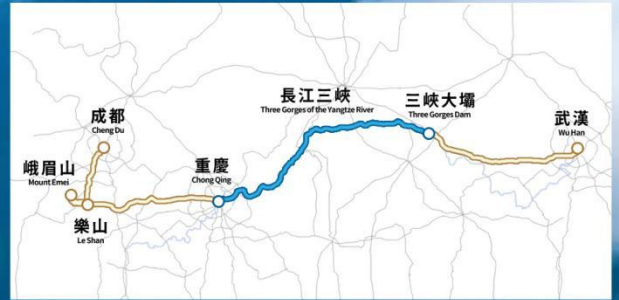 長江三峽
Three Gorges of the Yangtze River
三峽大壩
Three Gorges Dam
武漢
Wu Han
成都
Cheng Du
峨眉山
Mount Emei
重慶
Chong Qing
樂山
Le Shan